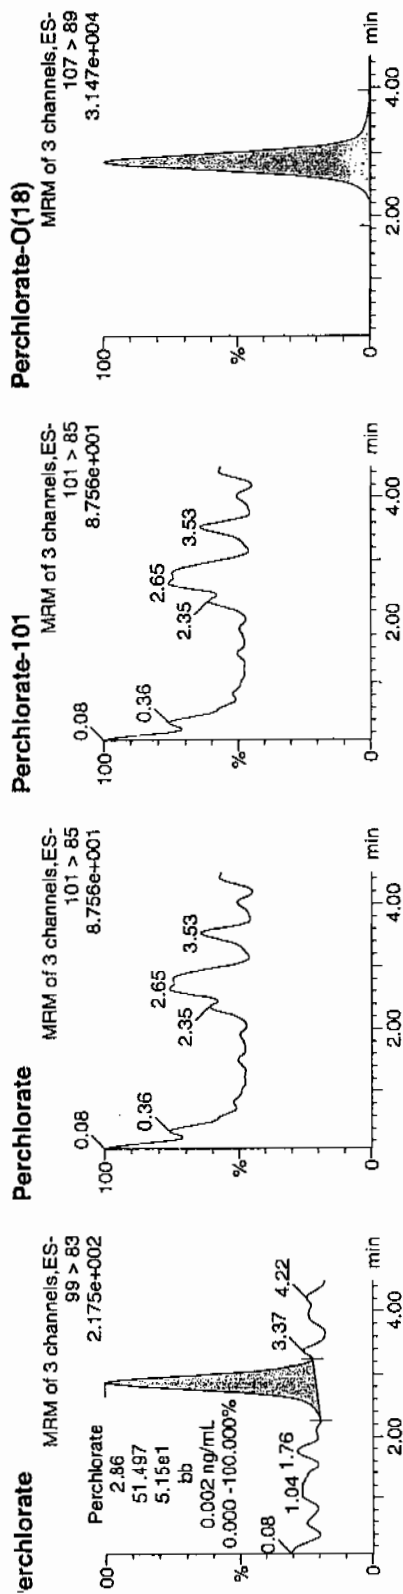 erchlorate
MRM of 3 channels,ES-
99 > 83
2.175e+002
00
Perchlorate
2.86
51.497
5.15e1
bb
0.002 ng/mL
0.000 -100.000%
%
0.08
1.04
1.76
3.37
4.22
0
2.00
4.00
min
Perchlorate
MRM of 3 channels,ES-
101 > 85
8.756e+001
100
0.08
0.36
2.35
2.65
3.53
%
0
2.00
4.00
min
Perchlorate-101
MRM of 3 channels,ES-
101 > 85
8.756e+001
100
0.08
0.36
2.35
2.65
3.53
%
0
2.00
4.00
min
Perchlorate-O(18)
MRM of 3 channels,ES-
107 > 89
3.147e+004
100
%
0
2.00
4.00
min